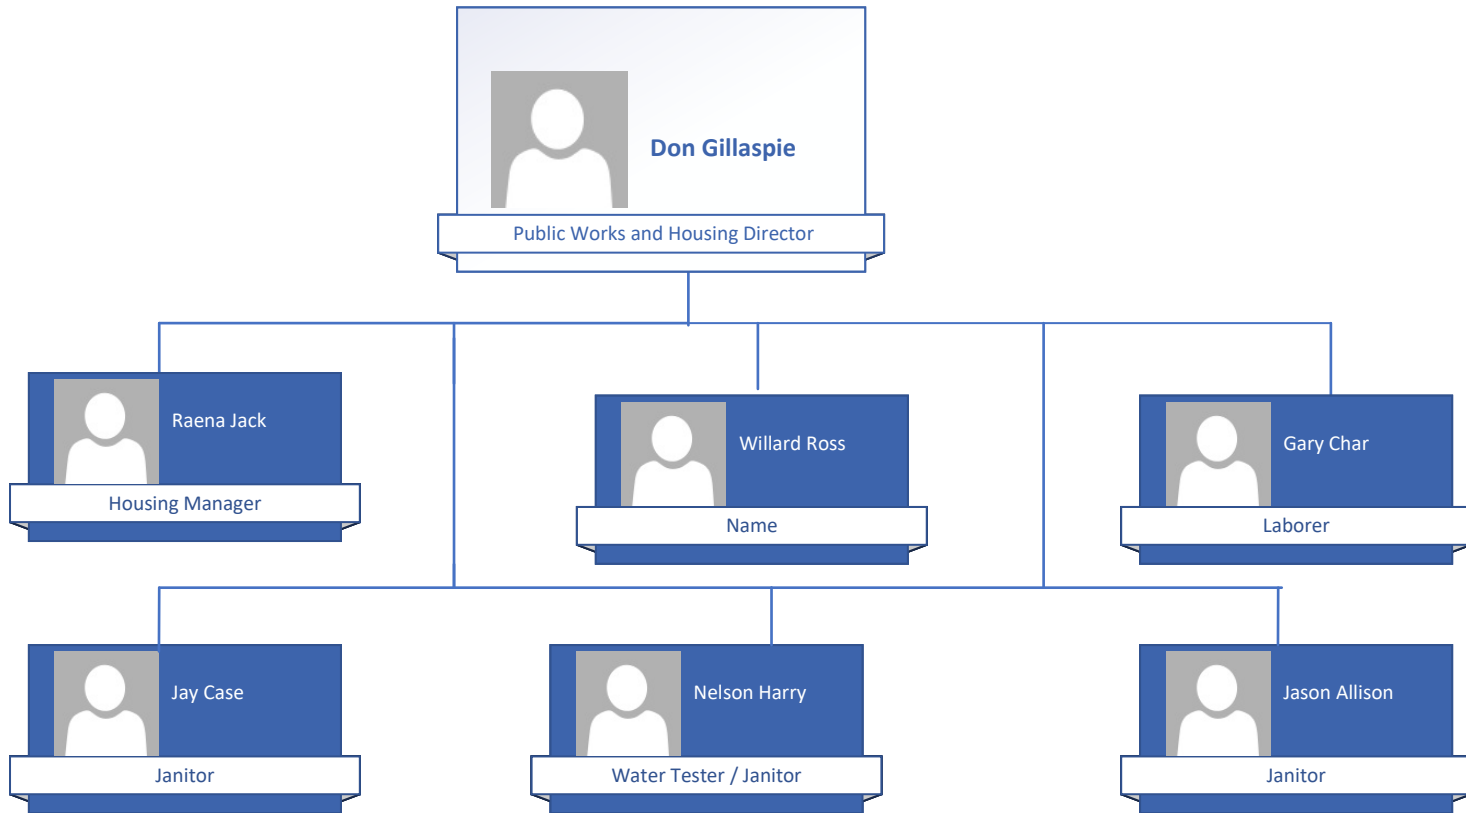 Don Gillaspie
Public Works and Housing Director
Raena Jack
Housing Manager
Willard Ross
Name
Gary Char
Laborer
Jay Case
Janitor
Nelson Harry
Water Tester / Janitor
Jason Allison
Janitor